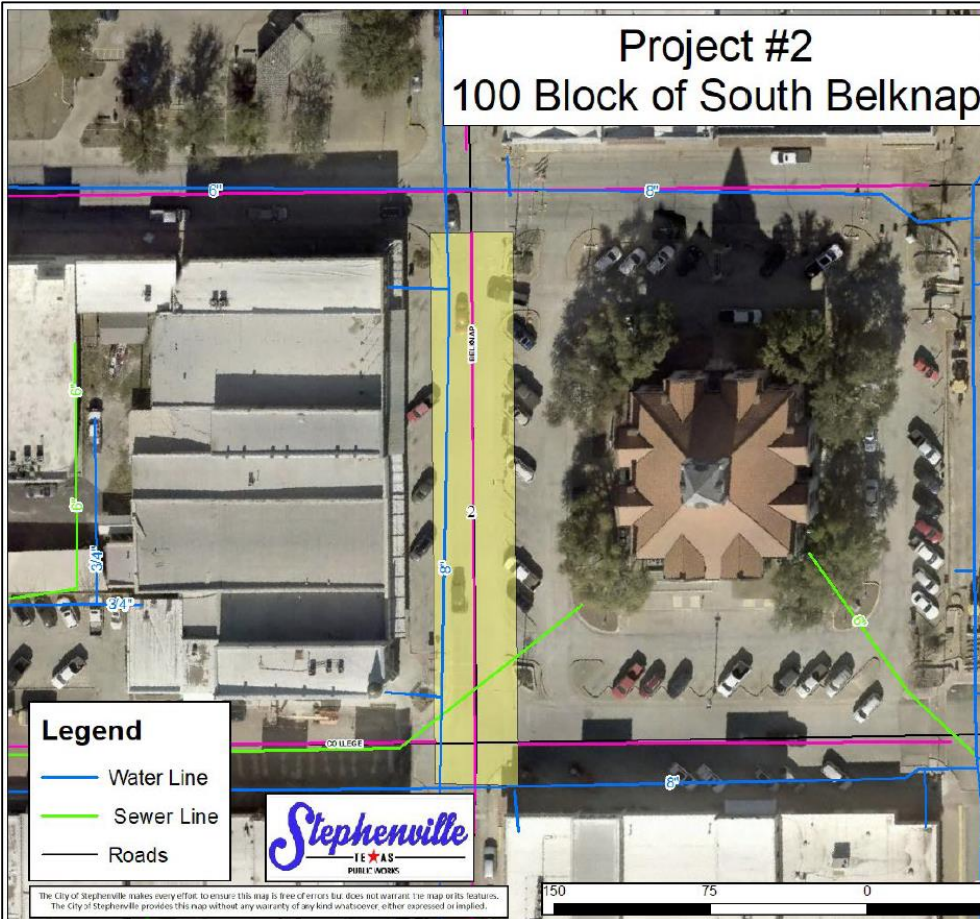 Project #2
100 Block of South Belknap
6"
8"
BELKNAP
6"
6"
3/4"
2
8"
3/4"
Legend
Water Line
Sewer Line
Roads
COLLEGE
8"
Stephenville
TEXAS
PUBLIC WORKS
The City of Stephenville makes every effort to ensure this map is free of errors but does not warrant the map or its features.
The City of Stephenville provides this map without any warranty of any kind whatsoever, either expressed or implied.
150 75 0